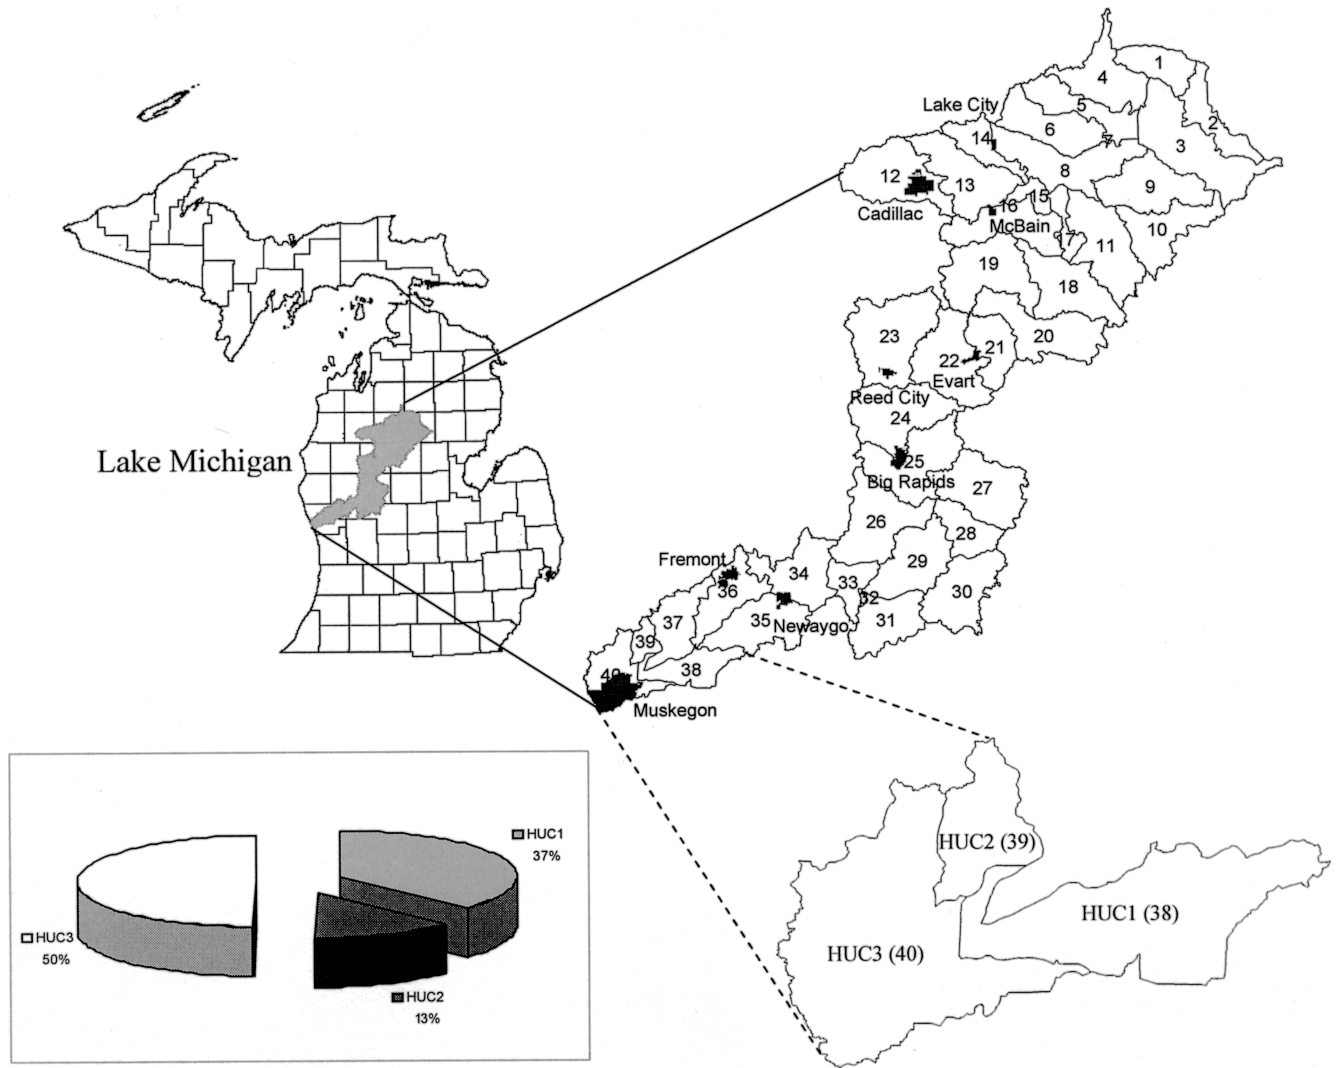 1
4
Lake City
5
2
6
14
7
3
8
12
13
9
15
16
Cadillac
McBain
10
17
11
19
18
23
20
21
22
Evart
Reed City
24
25
Big Rapids
27
Lake Michigan
26
28
29
Fremont
34
33
36
30
32
35
31
37
Newaygo
39
38
40
Muskegon
HUC1
37%
HUC2 (39)
HUC1 (38)
HUC3
50%
HUC3 (40)
HUC2
13%